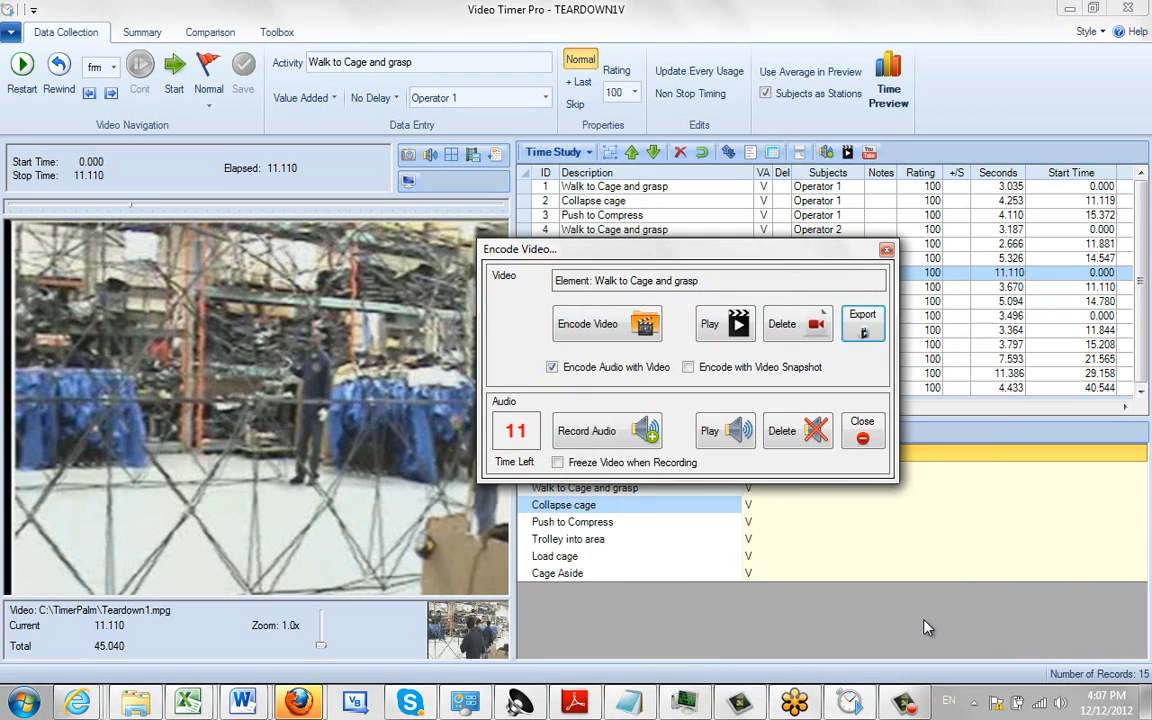 Video Timer Pro - TEARDOWN1V
Data Collection Summary Comparison Toolbox Style Help
Restart Rewind fm Cont Start Normal Save
Video Navigation
Activity Walk to Cage and grasp
Value Added No Delay Operator 1
Data Entry
Normal
+ Last
Skip
Rating
100
Properties
Update Every Usage
Non Stop Timing
Edits
Use Average in Preview
Subjects as Stations
Time
Preview
Start Time: 0.000
Stop Time: 11.110
Elapsed: 11.110
Time Study
ID Description VA Del Subjects Notes Rating +/S Seconds Start Time
1 Walk to Cage and grasp V Operator 1 100 3.035 0.000
2 Collapse cage V Operator 1 100 4.253 11.119
3 Push to Compress V Operator 1 100 4.110 15.372
4 Walk to Cage and grasp V Operator 2 100 3.187 0.000
100 2.666 11.881
100 5.326 14.547
100 11.110 0.000
100 3.670 11.110
100 5.094 14.780
100 3.496 0.000
100 3.364 11.844
100 3.797 15.208
100 7.593 21.565
100 11.386 29.158
100 4.433 40.544
Encode Video...
Video
Element: Walk to Cage and grasp
Encode Video Play Delete Export
Encode Audio with Video Encode with Video Snapshot
Audio
11
Time Left
Record Audio Play Delete Close
Freeze Video when Recording
Walk to Cage and grasp V
Collapse cage V
Push to Compress V
Trolley into area V
Load cage V
Cage Aside V
Video: C:\TimerPalm\Teardown1.mpg
Current 11.110
Total 45.040
Zoom: 1.0x
Number of Records: 15
EN
4:07 PM
12/12/2012